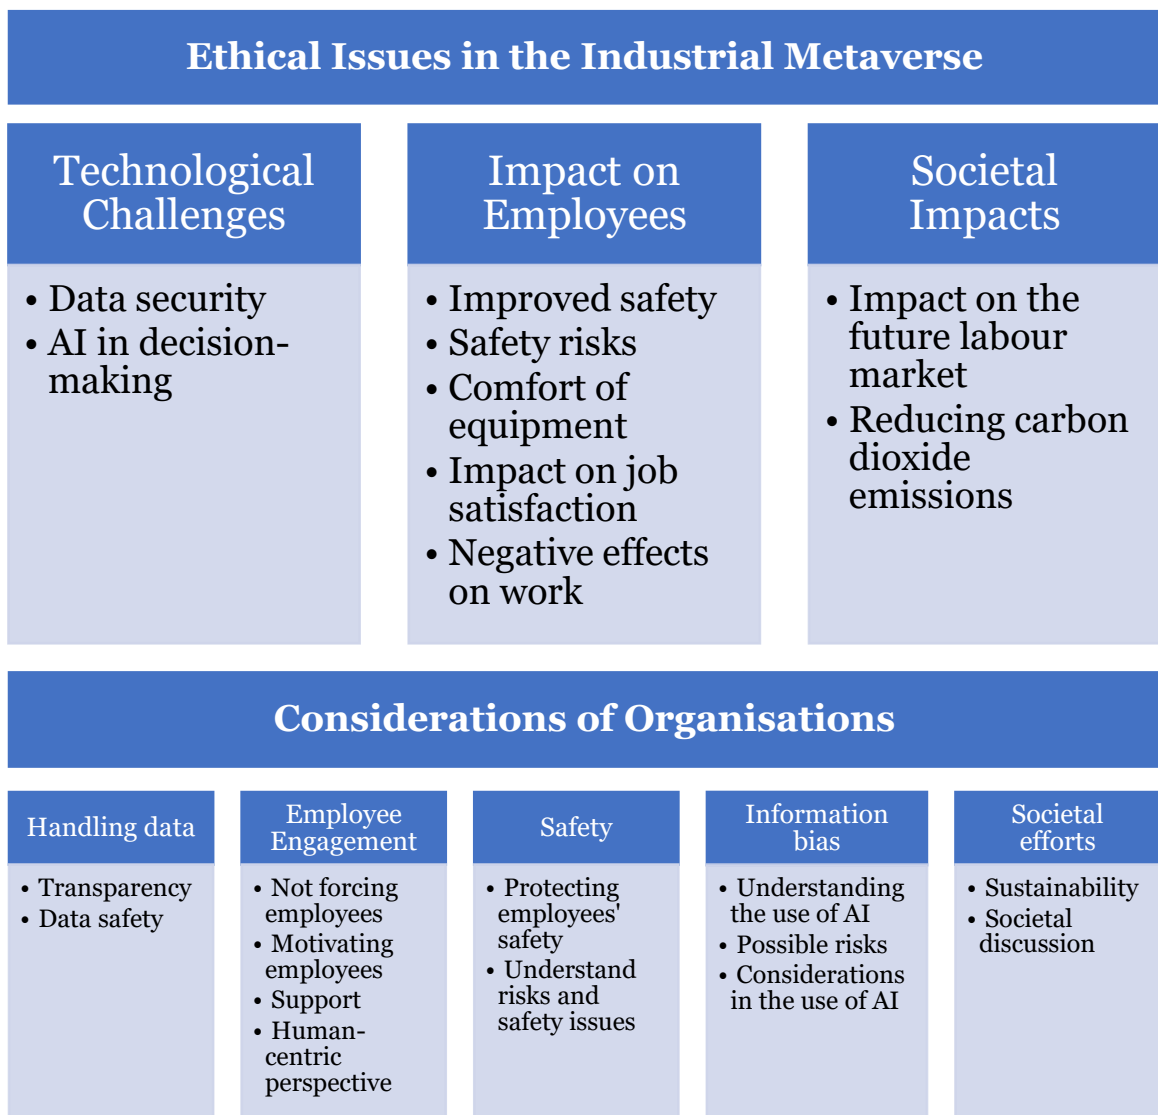 Ethical Issues in the Industrial Metaverse
Technological
Challenges
• Data security
• AI in decision-
making
Impact on
Employees
• Improved safety
• Safety risks
• Comfort of
equipment
• Impact on job
satisfaction
• Negative effects
on work
Societal
Impacts
• Impact on the
future labour
market
• Reducing carbon
dioxide
emissions
Considerations of Organisations
Handling data
• Transparency
• Data safety
Employee
Engagement
• Not forcing
employees
• Motivating
employees
• Support
• Human-
centric
perspective
Safety
• Protecting
employees'
safety
• Understand
risks and
safety issues
Information
bias
• Understanding
the use of AI
• Possible risks
• Considerations
in the use of AI
Societal
efforts
• Sustainability
• Societal
discussion